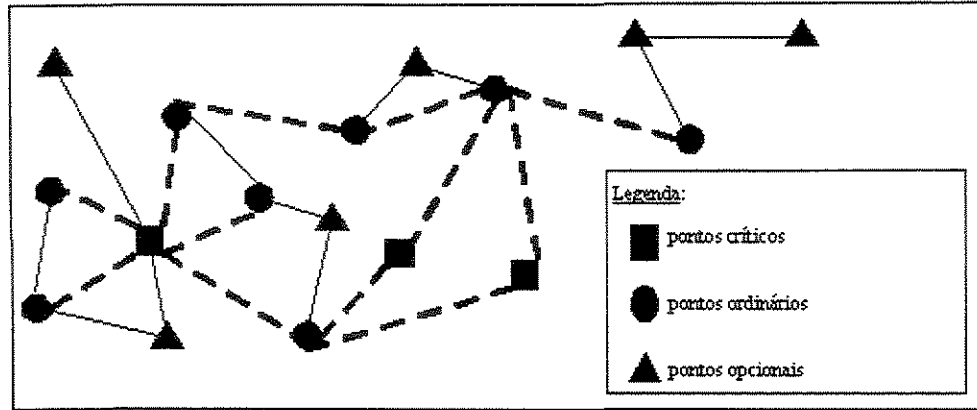 Legenda:
pontos críticos
pontos ordinários
pontos opcionais